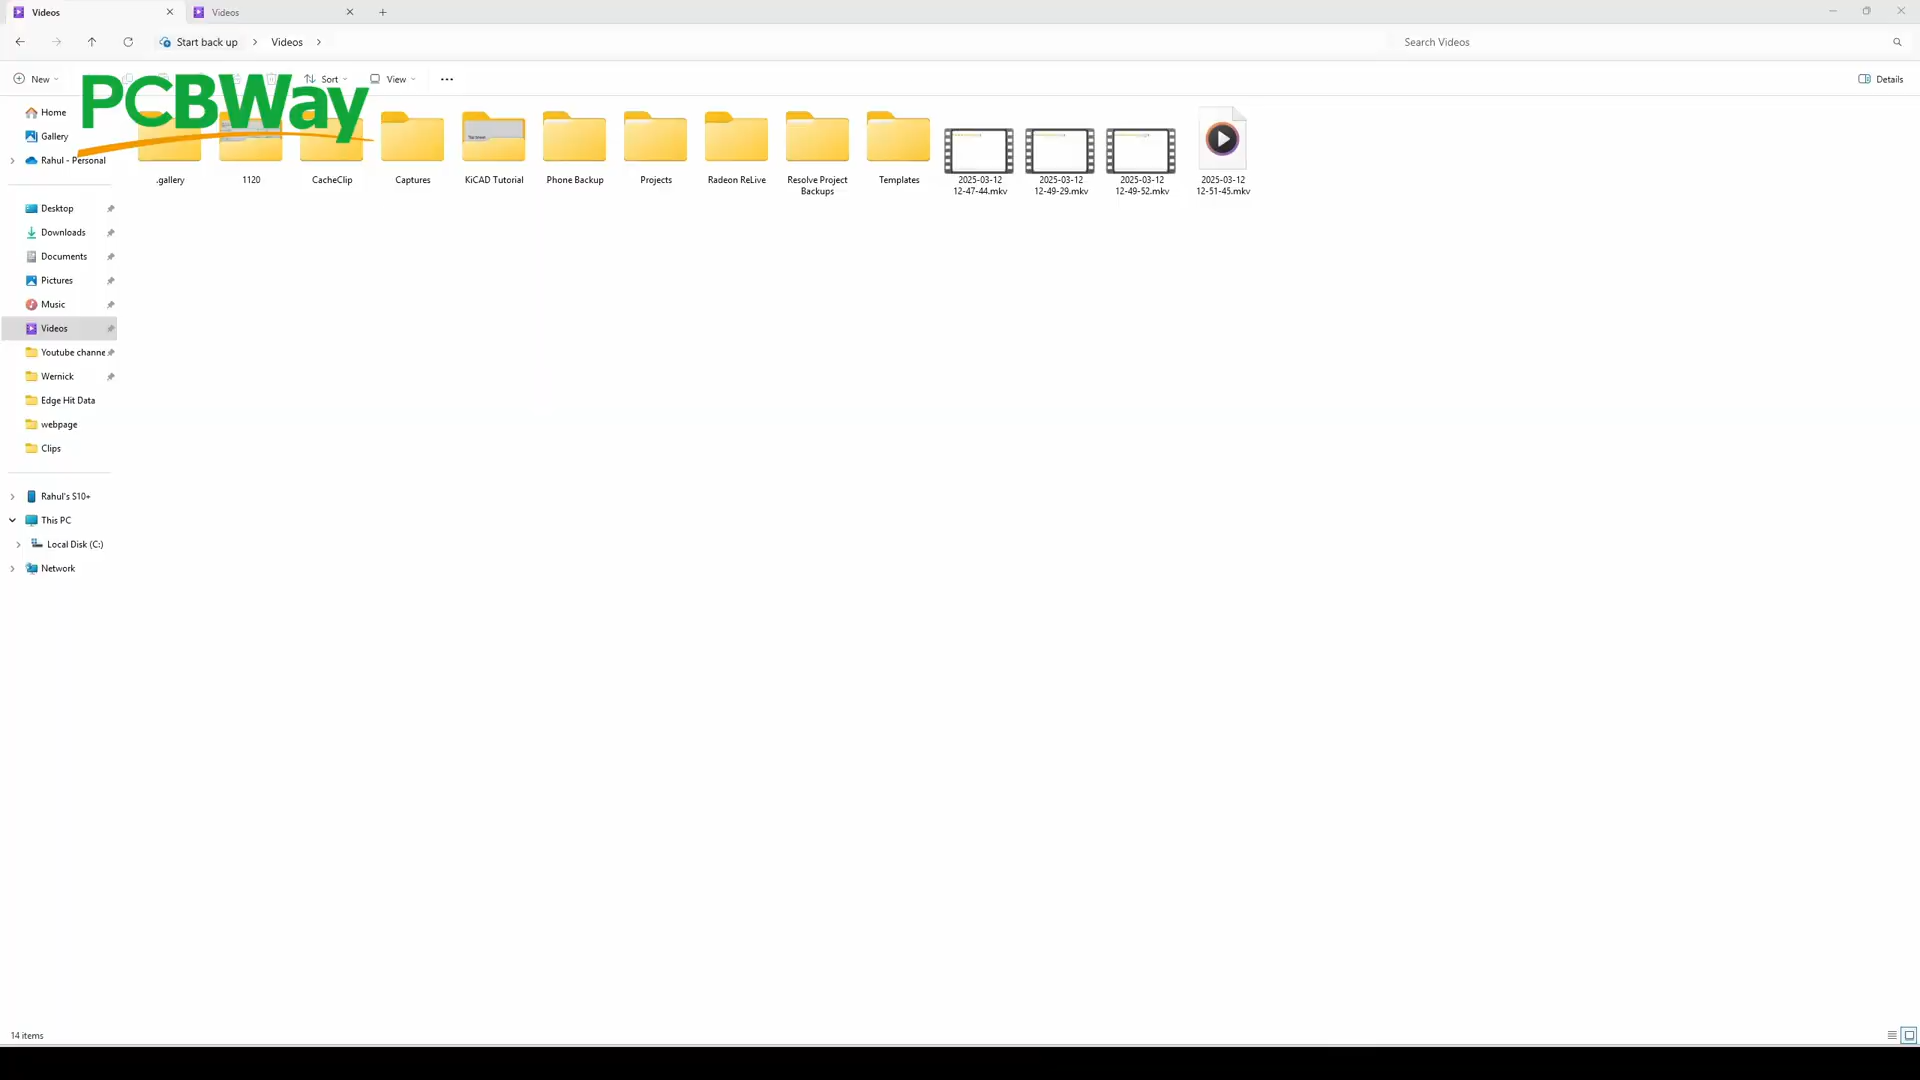 Videos
Videos
Start back up
Videos
Search Videos
New
Sort
View
Details
PCBWay
Home
Gallery
Rahul - Personal
Desktop
Downloads
Documents
Pictures
Music
Videos
Youtube channe
Wernick
Edge Hit Data
webpage
Clips
Rahul's S10+
This PC
Local Disk (C:)
Network
.gallery
1120
CacheClip
Captures
KiCAD Tutorial
Phone Backup
Projects
Radeon ReLive
Resolve Project
Backups
Templates
2025-03-12
12-47-44.mkv
2025-03-12
12-49-29.mkv
2025-03-12
12-49-52.mkv
2025-03-12
12-51-45.mkv
14 items